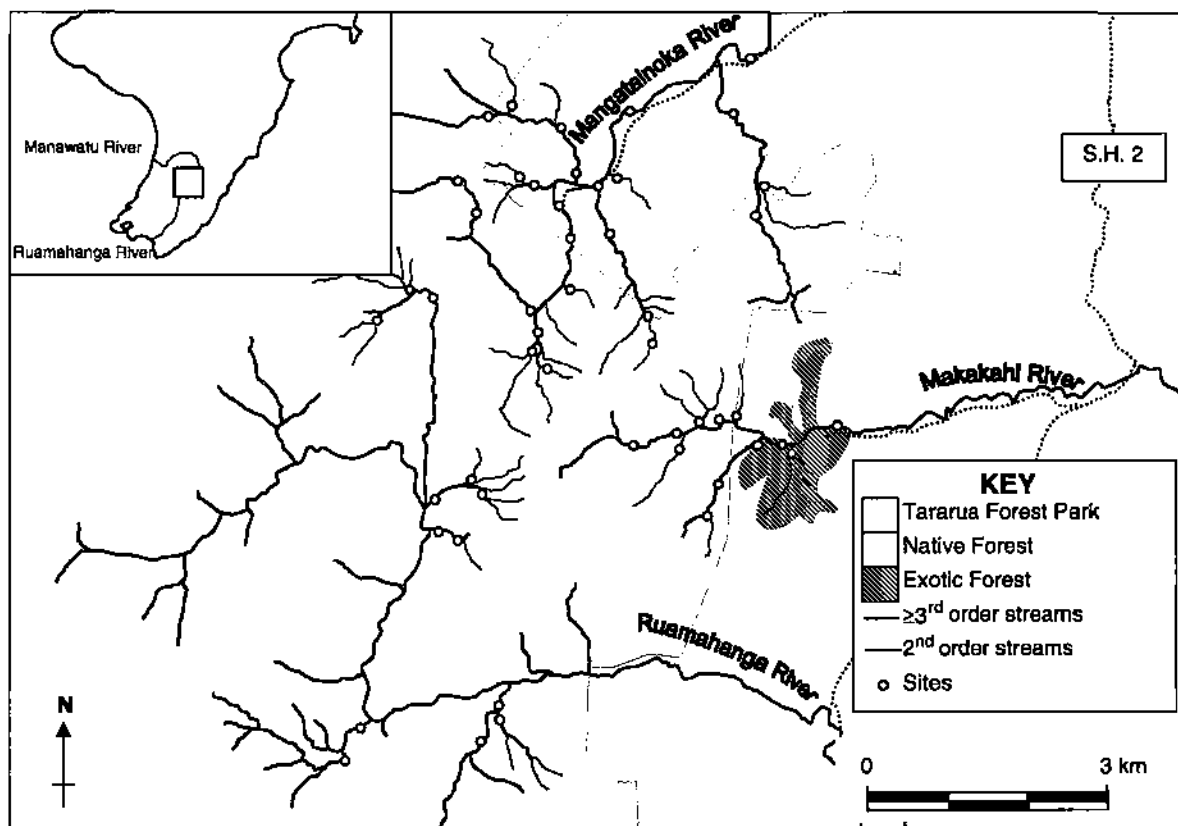 Manawatu River
Ruamahanga River
Mangatainoka River
S.H. 2
Makakahi River
Ruamahanga River
KEY
Tararua Forest Park
Native Forest
Exotic Forest
≥3rd order streams
2nd order streams
Sites
N
0 3 km